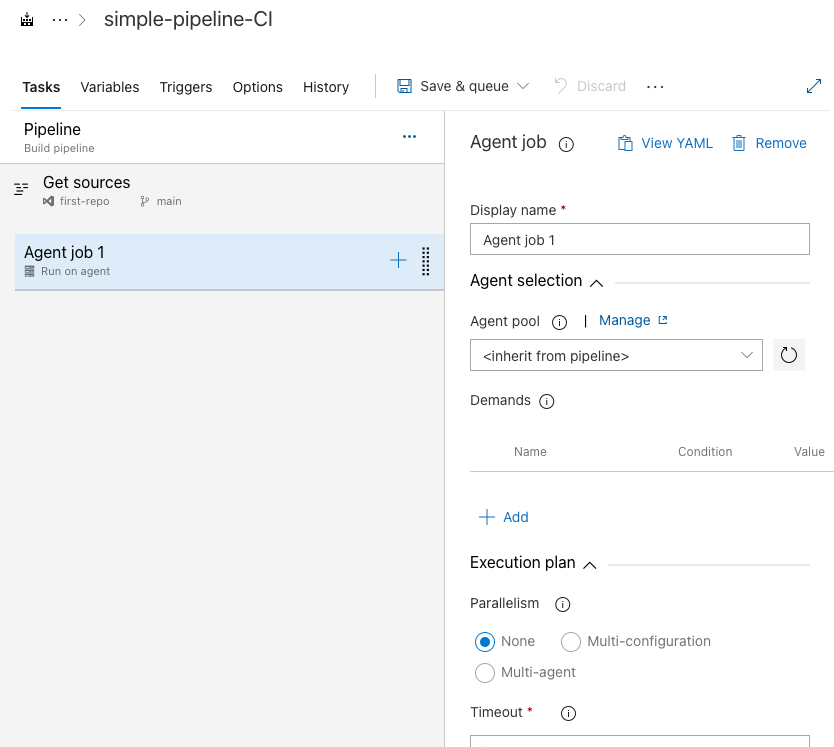 ··· > simple-pipeline-CI
Tasks Variables Triggers Options History Save & queue Discard ···
Pipeline
Build pipeline
Get sources
first-repo main
Agent job 1
Run on agent
Agent job View YAML Remove
Display name *
Agent job 1
Agent selection
Agent pool | Manage
<inherit from pipeline>
Demands
Name Condition Value
+ Add
Execution plan
Parallelism
None Multi-configuration
Multi-agent
Timeout *